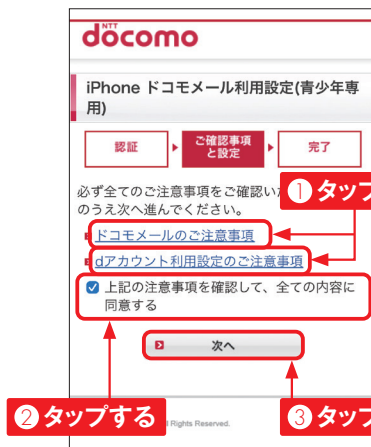 NTT
döcomo
iPhone ドコモメール利用設定(青少年専
用)
認証
ご確認事項
と設定
完了
必ず全てのご注意事項をご確認い
のうえ次へ進んでください。
①タップ
ドコモメールのご注意事項
dアカウント利用設定のご注意事項
上記の注意事項を確認して、全ての内容に
同意する
次へ
②タップする
Rights Reserved.
③タップ